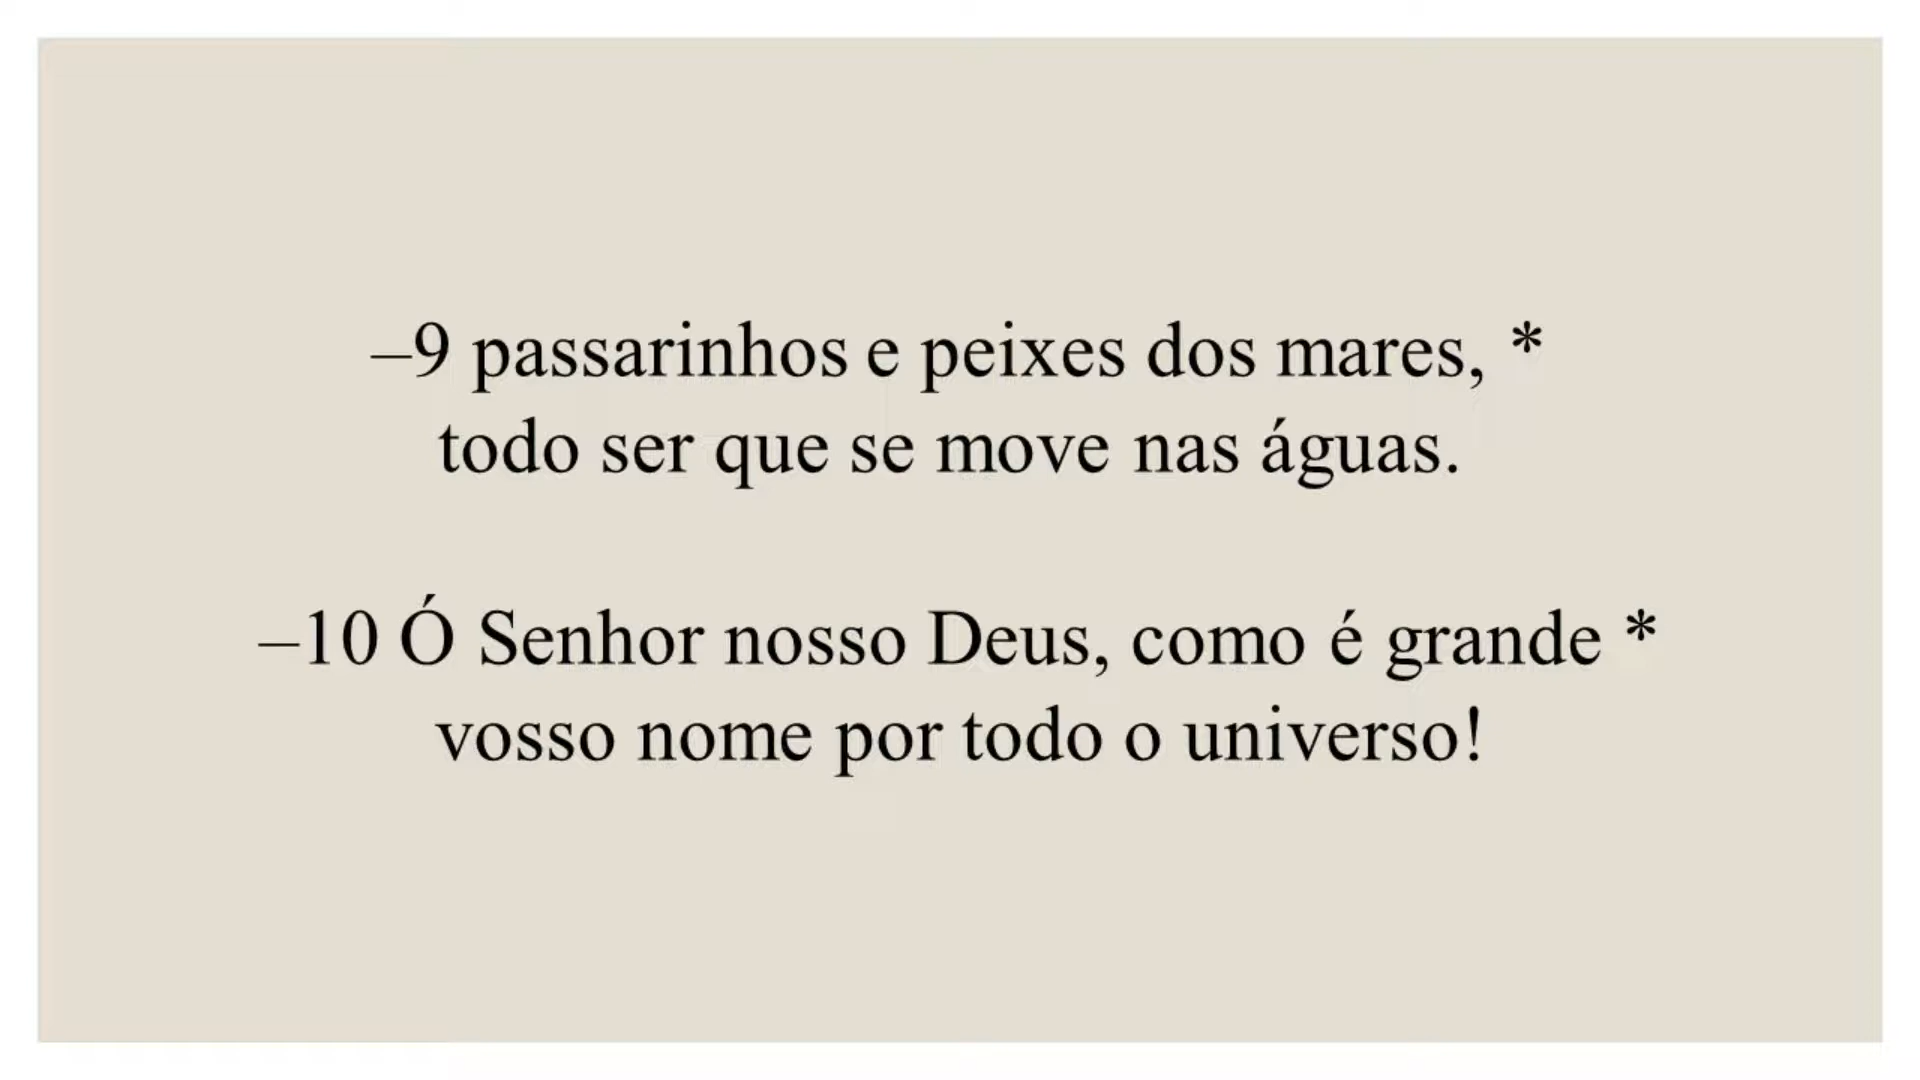 –9 passarinhos e peixes dos mares, *
todo ser que se move nas águas.
–10 Ó Senhor nosso Deus, como é grande *
vosso nome por todo o universo!